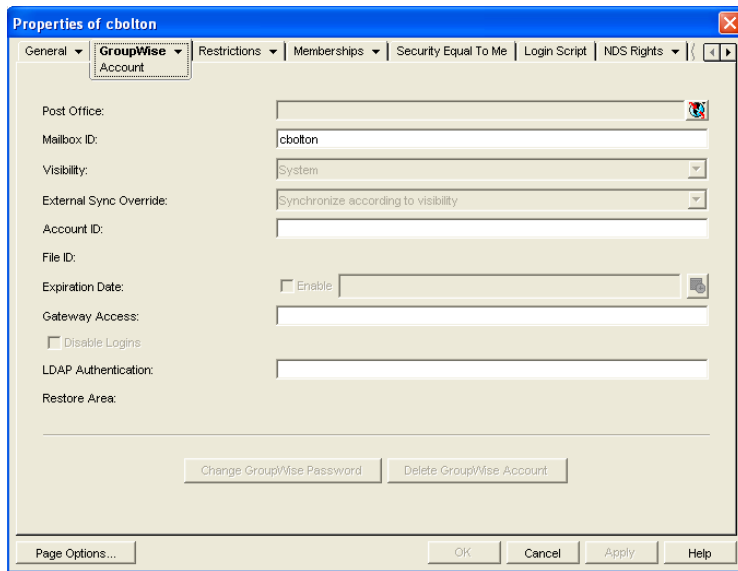 Properties of cbolton
General GroupWise Restrictions Memberships Security Equal To Me Login Script NDS Rights
Account
Post Office:
Mailbox ID: cbolton
Visibility: System
External Sync Override: Synchronize according to visibility
Account ID:
File ID:
Expiration Date: Enable
Gateway Access:
Disable Logins
LDAP Authentication:
Restore Area:
Change GroupWise Password Delete GroupWise Account
Page Options... OK Cancel Apply Help